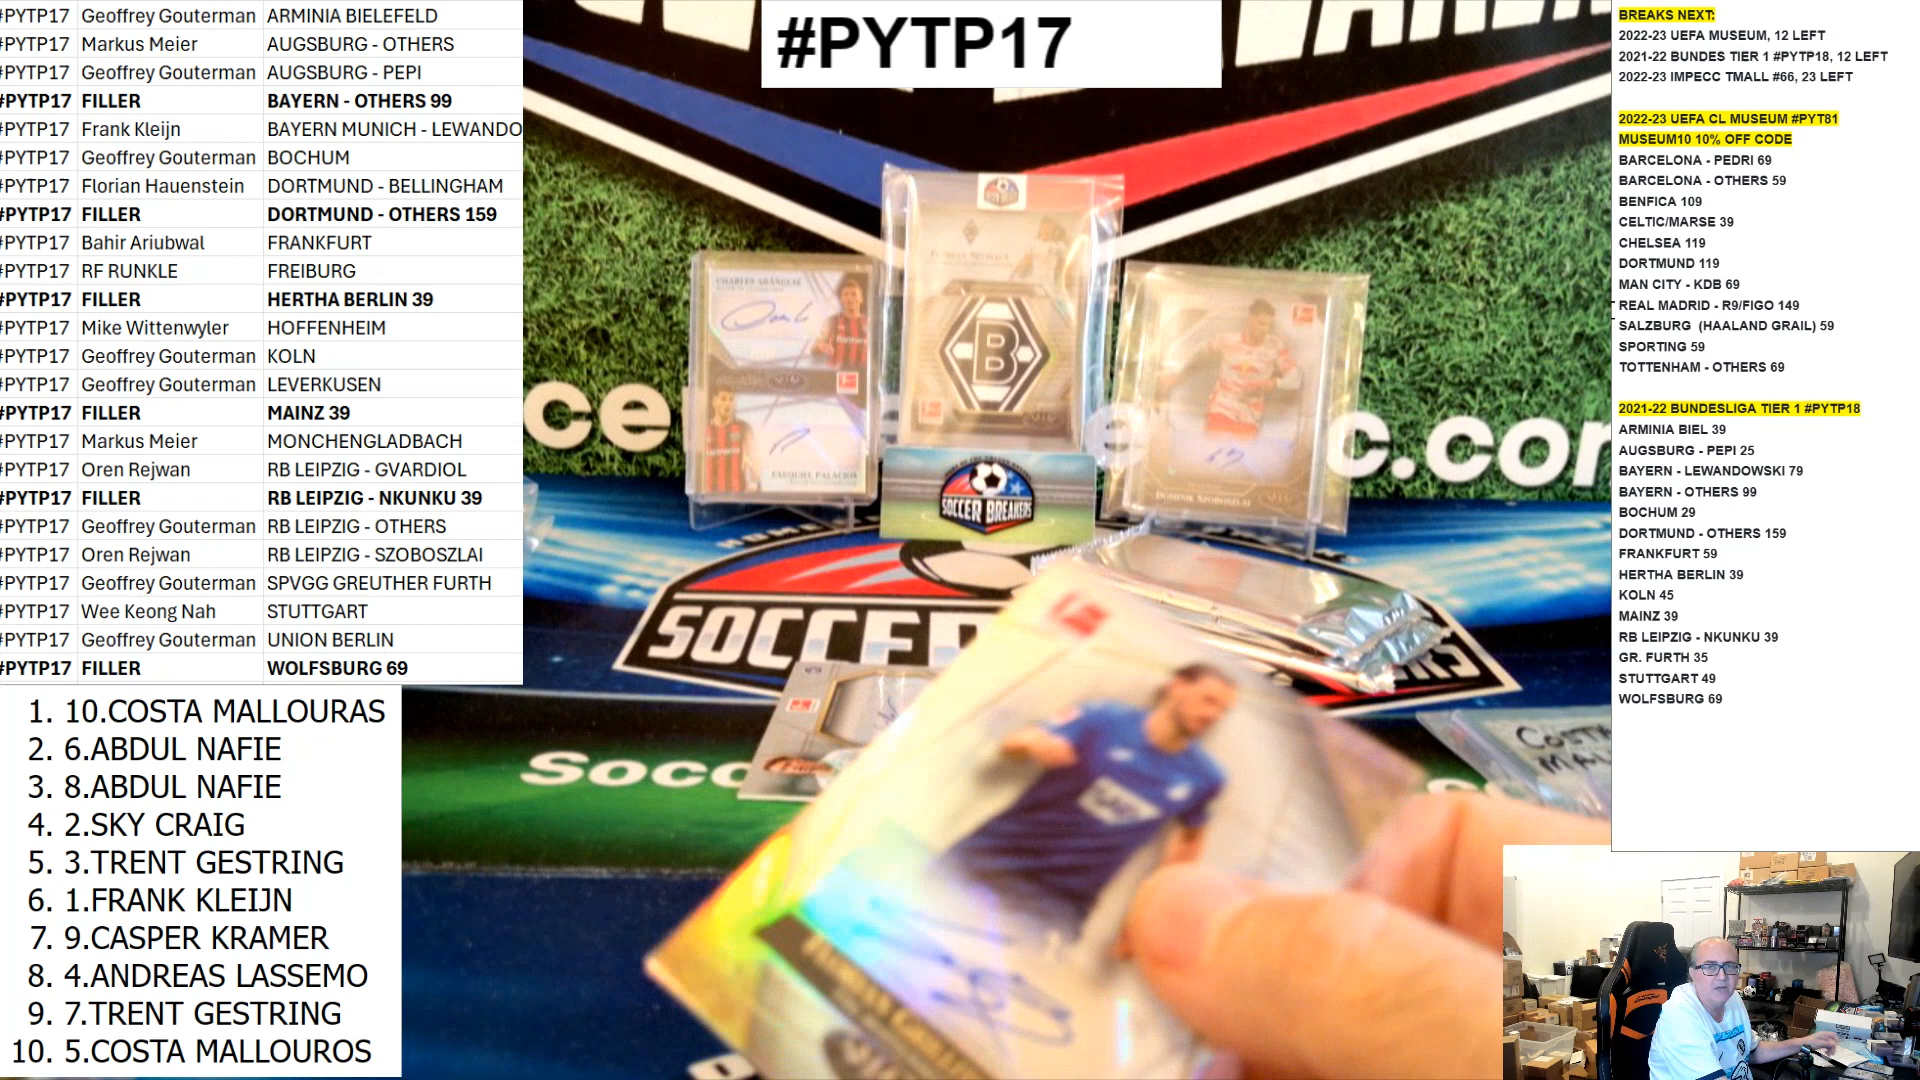 #PYTP17 Geoffrey Gouterman ARMINIA BIELEFELD
#PYTP17 Markus Meier AUGSBURG - OTHERS
#PYTP17 Geoffrey Gouterman AUGSBURG - PEPI
#PYTP17 FILLER BAYERN - OTHERS 99
#PYTP17 Frank Kleijn BAYERN MUNICH - LEWANDO
#PYTP17 Geoffrey Gouterman BOCHUM
#PYTP17 Florian Hauenstein DORTMUND - BELLINGHAM
#PYTP17 FILLER DORTMUND - OTHERS 159
#PYTP17 Bahir Ariubwal FRANKFURT
#PYTP17 RF RUNKLE FREIBURG
#PYTP17 FILLER HERTHA BERLIN 39
#PYTP17 Mike Wittenwyler HOFFENHEIM
#PYTP17 Geoffrey Gouterman KOLN
#PYTP17 Geoffrey Gouterman LEVERKUSEN
#PYTP17 FILLER MAINZ 39
#PYTP17 Markus Meier MONCHENGLADBACH
#PYTP17 Oren Rejwan RB LEIPZIG - GVARDIOL
#PYTP17 FILLER RB LEIPZIG - NKUNKU 39
#PYTP17 Geoffrey Gouterman RB LEIPZIG - OTHERS
#PYTP17 Oren Rejwan RB LEIPZIG - SZOBOSZLAI
#PYTP17 Geoffrey Gouterman SPVGG GREUTHER FURTH
#PYTP17 Wee Keong Nah STUTTGART
#PYTP17 Geoffrey Gouterman UNION BERLIN
#PYTP17 FILLER WOLFSBURG 69
1. 10.COSTA MALLOURAS
2. 6.ABDUL NAFIE
3. 8.ABDUL NAFIE
4. 2.SKY CRAIG
5. 3.TRENT GESTRING
6. 1.FRANK KLEIJN
7. 9.CASPER KRAMER
8. 4.ANDREAS LASSEMO
9. 7.TRENT GESTRING
10. 5.COSTA MALLOUROS
#PYTP17
CHARLES ARÁNGUIZ
EXEQUIEL PALACIOS
B
DOMINIK SZOBOSZLAI
SOCCER BREAKERS
c.com
SOCCE
Socc
COSTA
BREAKS NEXT:
2022-23 UEFA MUSEUM, 12 LEFT
2021-22 BUNDES TIER 1 #PYTP18, 12 LEFT
2022-23 IMPECC TMALL #66, 23 LEFT
2022-23 UEFA CL MUSEUM #PYT81
MUSEUM10 10% OFF CODE
BARCELONA - PEDRI 69
BARCELONA - OTHERS 59
BENFICA 109
CELTIC/MARSE 39
CHELSEA 119
DORTMUND 119
MAN CITY - KDB 69
REAL MADRID - R9/FIGO 149
SALZBURG (HAALAND GRAIL) 59
SPORTING 59
TOTTENHAM - OTHERS 69
2021-22 BUNDESLIGA TIER 1 #PYTP18
ARMINIA BIEL 39
AUGSBURG - PEPI 25
BAYERN - LEWANDOWSKI 79
BAYERN - OTHERS 99
BOCHUM 29
DORTMUND - OTHERS 159
FRANKFURT 59
HERTHA BERLIN 39
KOLN 45
MAINZ 39
RB LEIPZIG - NKUNKU 39
GR. FURTH 35
STUTTGART 49
WOLFSBURG 69